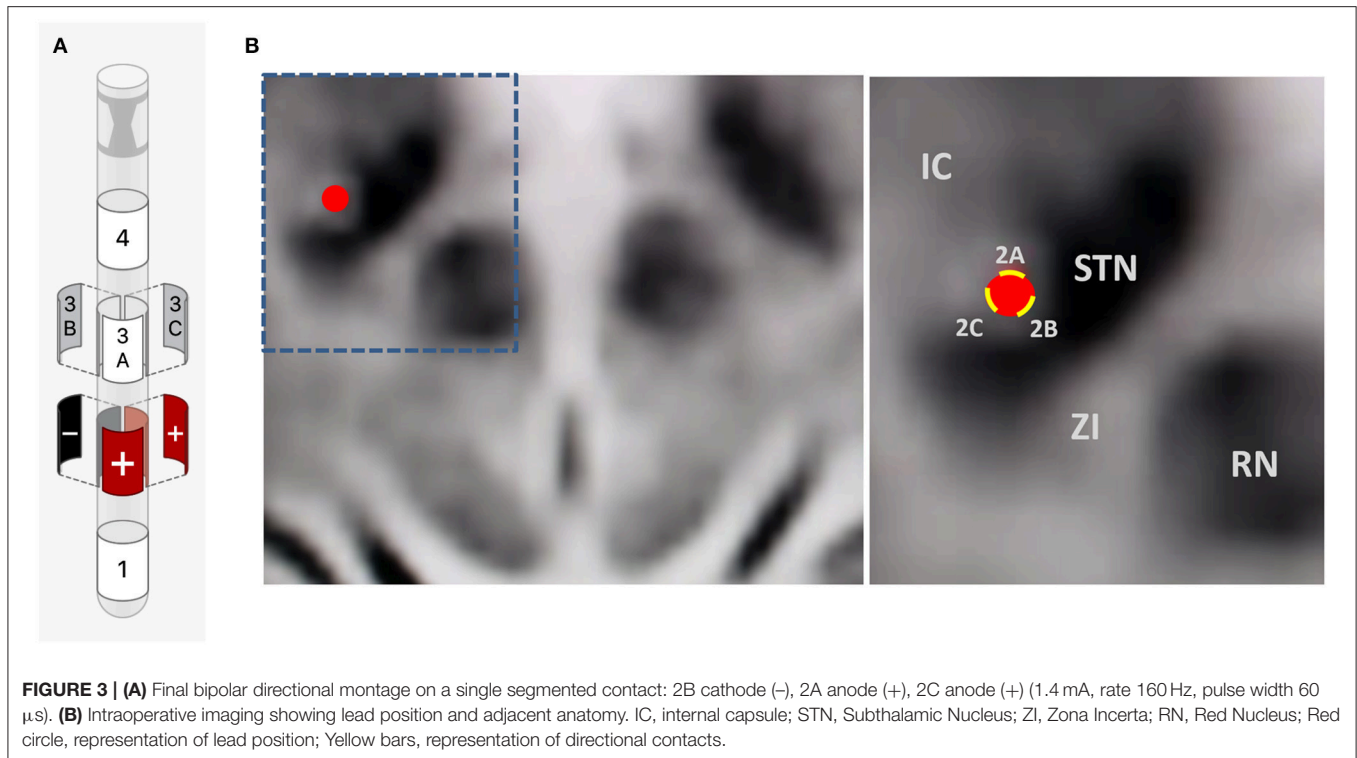 A
B
4
3
B
3
A
3
C
–
+
+
1
IC
2A
STN
2C
2B
ZI
RN
FIGURE 3 | (A) Final bipolar directional montage on a single segmented contact: 2B cathode (–), 2A anode (+), 2C anode (+) (1.4 mA, rate 160 Hz, pulse width 60
μs). (B) Intraoperative imaging showing lead position and adjacent anatomy. IC, internal capsule; STN, Subthalamic Nucleus; ZI, Zona Incerta; RN, Red Nucleus; Red
circle, representation of lead position; Yellow bars, representation of directional contacts.